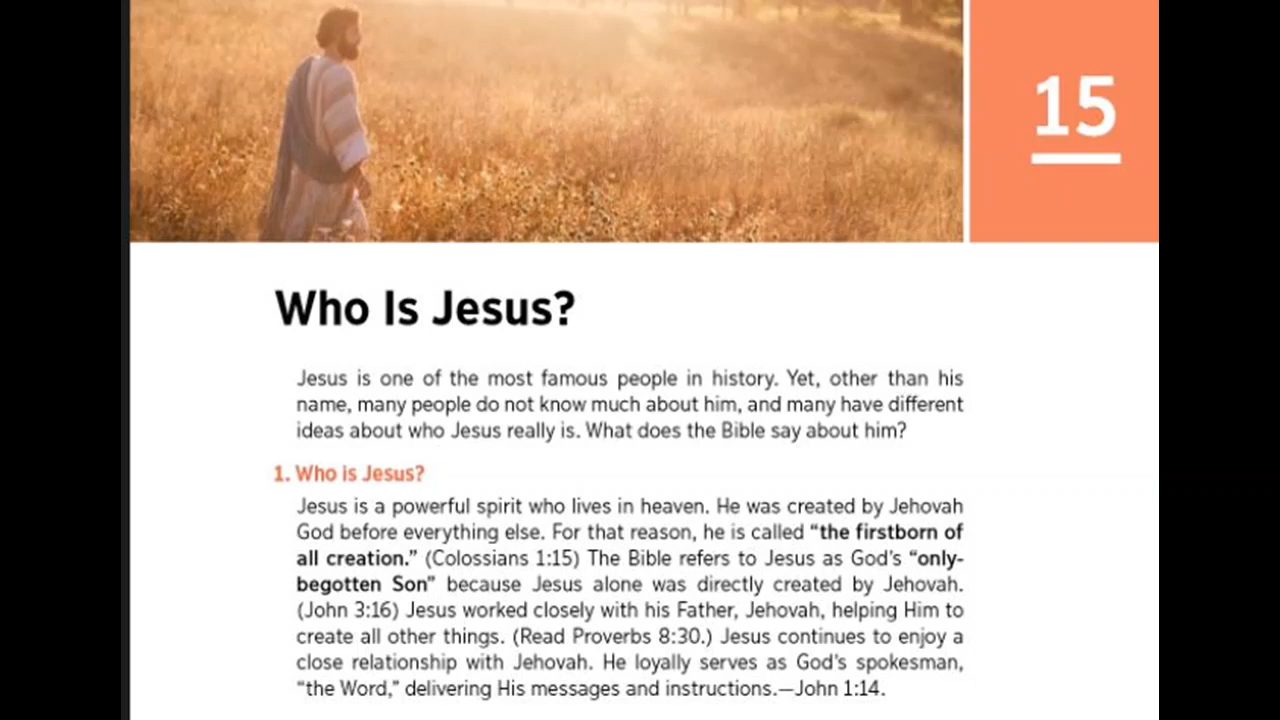 15
Who Is Jesus?
Jesus is one of the most famous people in history. Yet, other than his
name, many people do not know much about him, and many have different
ideas about who Jesus really is. What does the Bible say about him?
1. Who is Jesus?
Jesus is a powerful spirit who lives in heaven. He was created by Jehovah
God before everything else. For that reason, he is called “the firstborn of
all creation.” (Colossians 1:15) The Bible refers to Jesus as God’s “only-
begotten Son” because Jesus alone was directly created by Jehovah.
(John 3:16) Jesus worked closely with his Father, Jehovah, helping Him to
create all other things. (Read Proverbs 8:30.) Jesus continues to enjoy a
close relationship with Jehovah. He loyally serves as God’s spokesman,
“the Word,” delivering His messages and instructions.—John 1:14.